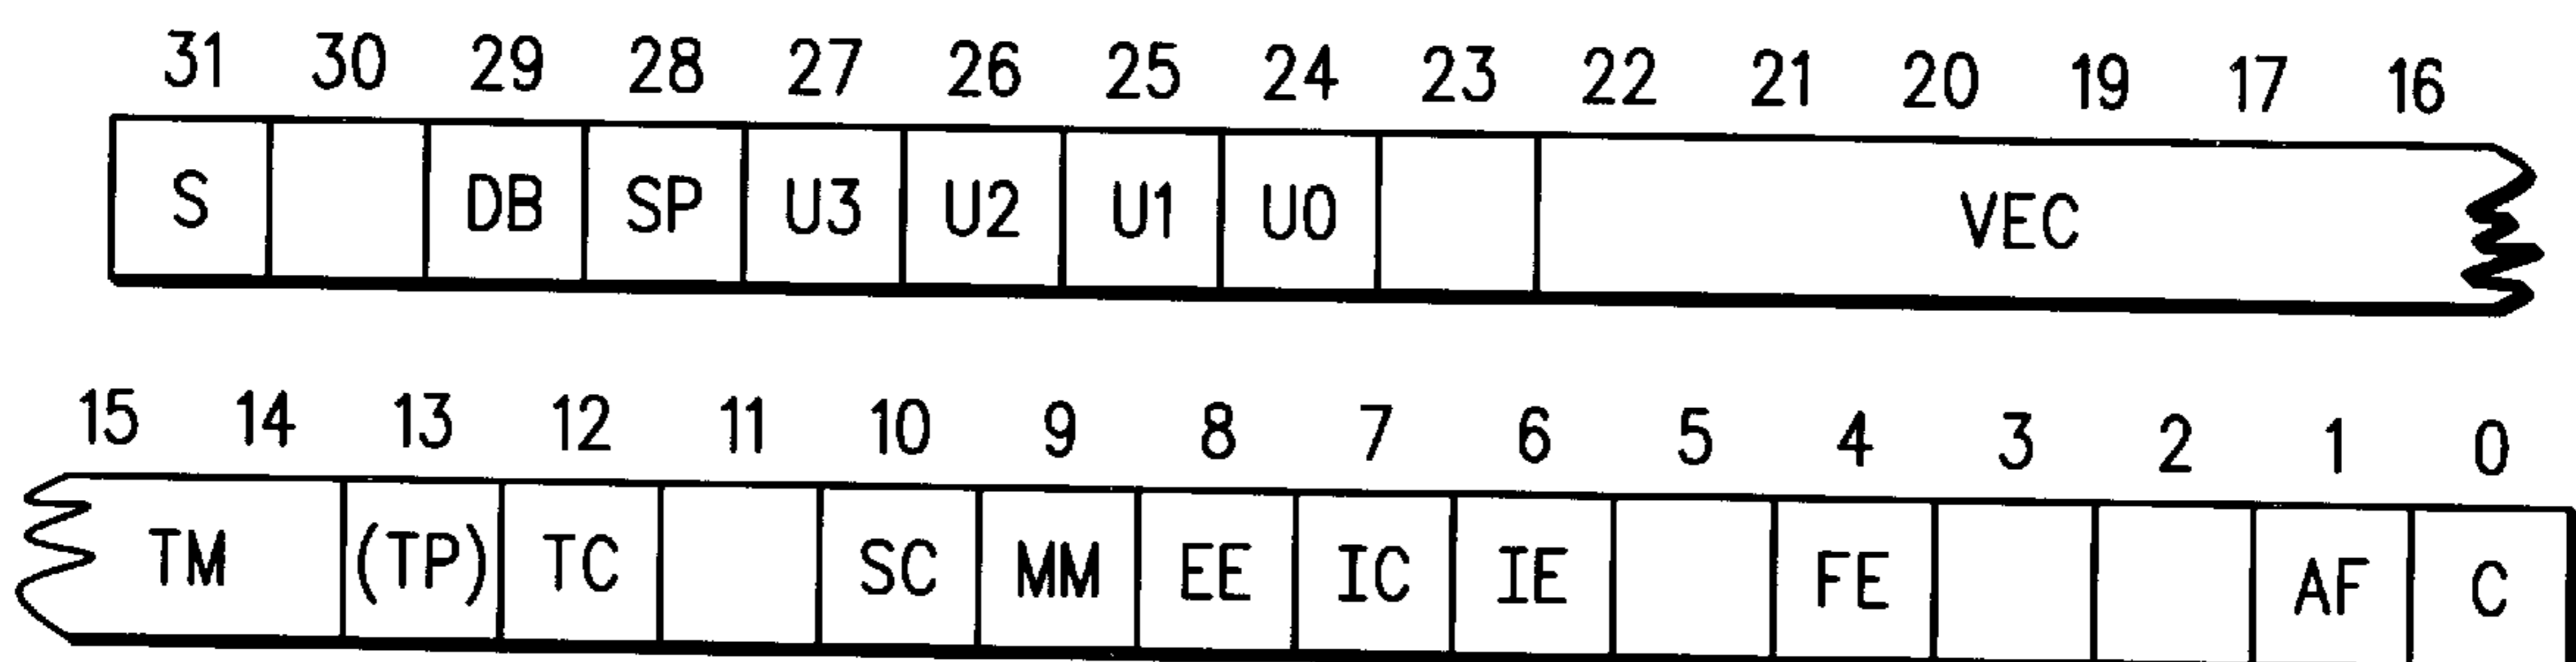 31 30 29 28 27 26 25 24 23 22 21 20 19 17 16
S DB SP U3 U2 U1 U0 VEC
15 14 13 12 11 10 9 8 7 6 5 4 3 2 1 0
TM (TP) TC SC MM EE IC IE FE AF C